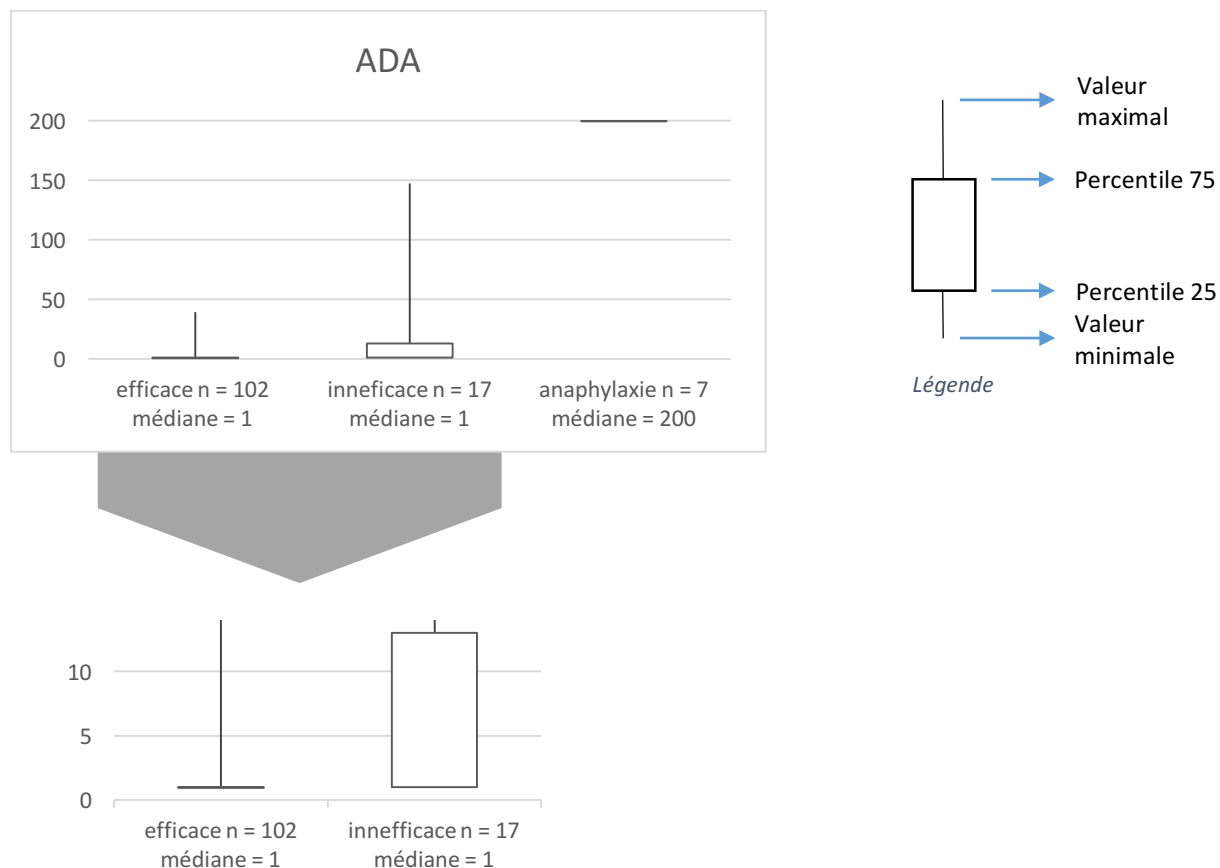 ADA
200
150
100
50
0
efficace n = 102
médiane = 1
inneficace n = 17
médiane = 1
anaphylaxie n = 7
médiane = 200
Valeur
maximal
Percentile 75
Percentile 25
Valeur
minimale
Légende
10
5
0
efficace n = 102
médiane = 1
innefficace n = 17
médiane = 1